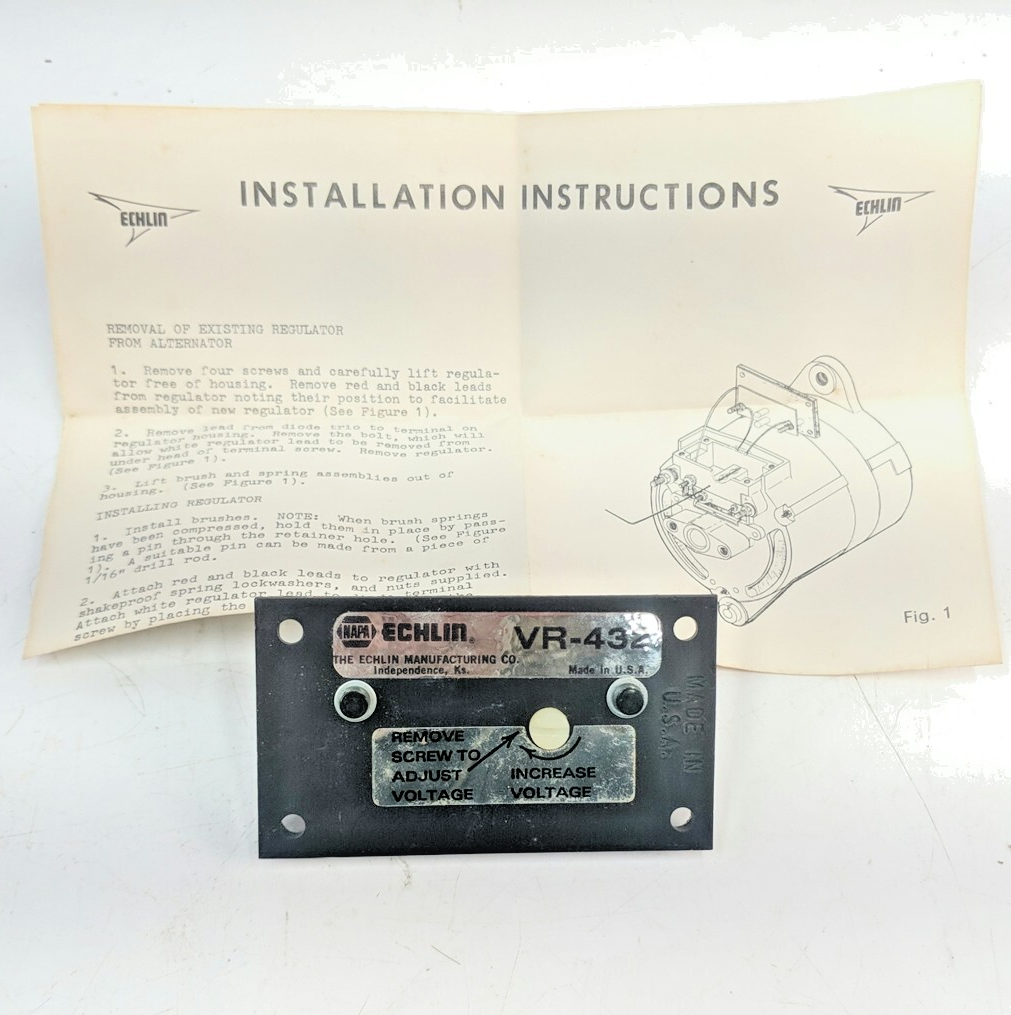 INSTALLATION INSTRUCTIONS
ECHLIN
ECHLIN
REMOVAL OF EXISTING REGULATOR
FROM ALTERNATOR
1. Remove four screws and carefully lift regula-
tor free of housing. Remove red and black leads
from regulator noting their position to facilitate
assembly of new regulator (See Figure 1).
2. Remove lead from diode trio to terminal on
regulator housing. Remove the bolt, which will
allow white regulator lead to be removed from
under head of terminal screw. Remove regulator.
(See Figure 1).
3. Lift brush and spring assemblies out of
housing. (See Figure 1).
INSTALLING REGULATOR
1. Install brushes. NOTE: When brush springs
have been compressed, hold them in place by pass-
ing a pin through the retainer hole. (See Figure
1). A suitable pin can be made from a piece of
1/16" drill rod.
2. Attach red and black leads to regulator with
shakeproof spring lockwashers, and nuts supplied.
Attach white regulator lead to terminal
screw by placing the
Fig. 1
NAPA ECHLIN® VR-432
THE ECHLIN MANUFACTURING CO.
Independence, Ks. Made in U.S.A.
MADE IN
U.S.A.
REMOVE
SCREW TO
ADJUST
VOLTAGE
INCREASE
VOLTAGE